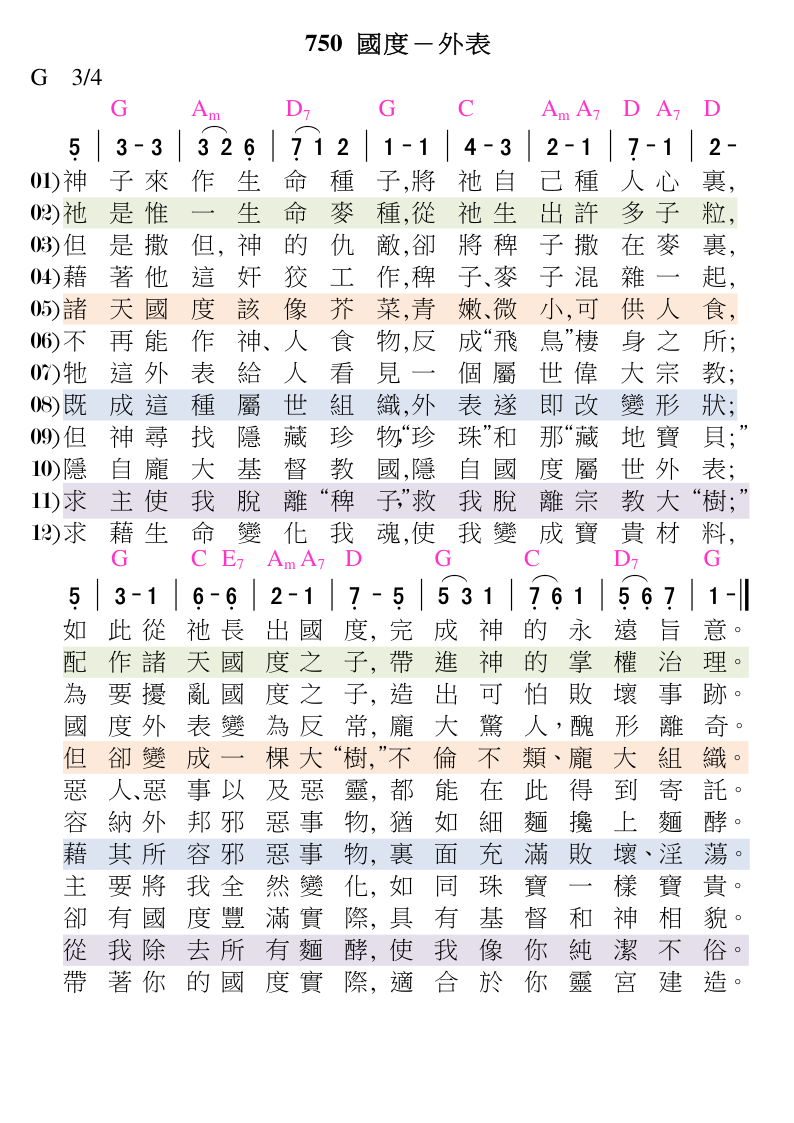 750 國度－外表
G 3/4
G Am D7 G C Am A7 D A7 D
5 | 3 - 3 | 3 2 6 | 7 1 2 | 1 - 1 | 4 - 3 | 2 - 1 | 7 - 1 | 2 -
01)神子來作生命種子,將祂自己種人心裏,
02)祂是惟一生命麥種,從祂生出許多子粒,
03)但是撒但,神的仇敵,卻將稗子撒在麥裏,
04)藉著他這奸狡工作,稗子、麥子混雜一起,
05)諸天國度該像芥菜,青嫩、微小,可供人食,
06)不再能作神、人食物,反成“飛鳥”棲身之所;
07)牠這外表給人看見一個屬世偉大宗教;
08)既成這種屬世組織,外表遂即改變形狀;
09)但神尋找隱藏珍物,“珍珠”和那“藏地寶貝;”
10)隱自龐大基督教國,隱自國度屬世外表;
11)求主使我脫離“稗子,”救我脫離宗教大“樹;”
12)求藉生命變化我魂,使我變成寶貴材料,
G C E7 Am A7 D G C D7 G
5 | 3 - 1 | 6 - 6 | 2 - 1 | 7 - 5 | 5 3 1 | 7 6 1 | 5 6 7 | 1 - ||
如此從祂長出國度,完成神的永遠旨意。
配作諸天國度之子,帶進神的掌權治理。
為要擾亂國度之子,造出可怕敗壞事跡。
國度外表變為反常,龐大驚人,醜形離奇。
但卻變成一棵大“樹,”不倫不類、龐大組織。
惡人、惡事以及惡靈,都能在此得到寄託。
容納外邦邪惡事物,猶如細麵攙上麵酵。
藉其所容邪惡事物,裏面充滿敗壞、淫蕩。
主要將我全然變化,如同珠寶一樣寶貴。
卻有國度豐滿實際,具有基督和神相貌。
從我除去所有麵酵,使我像你純潔不俗。
帶著你的國度實際,適合於你靈宮建造。